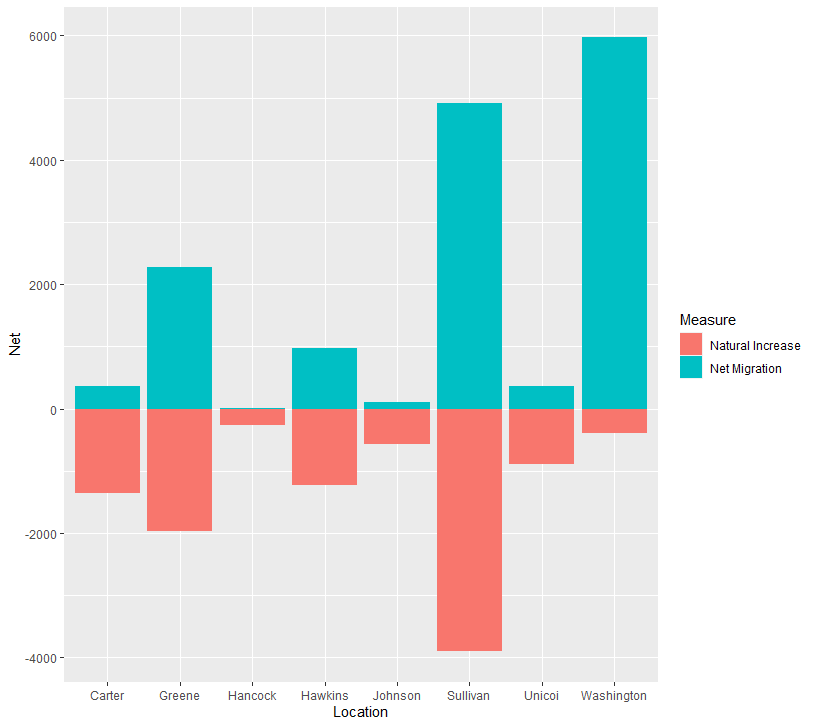 6000
4000
2000
0
-2000
-4000
Net
Carter Greene Hancock Hawkins Johnson Sullivan Unicoi Washington
Location
Measure
Natural Increase
Net Migration